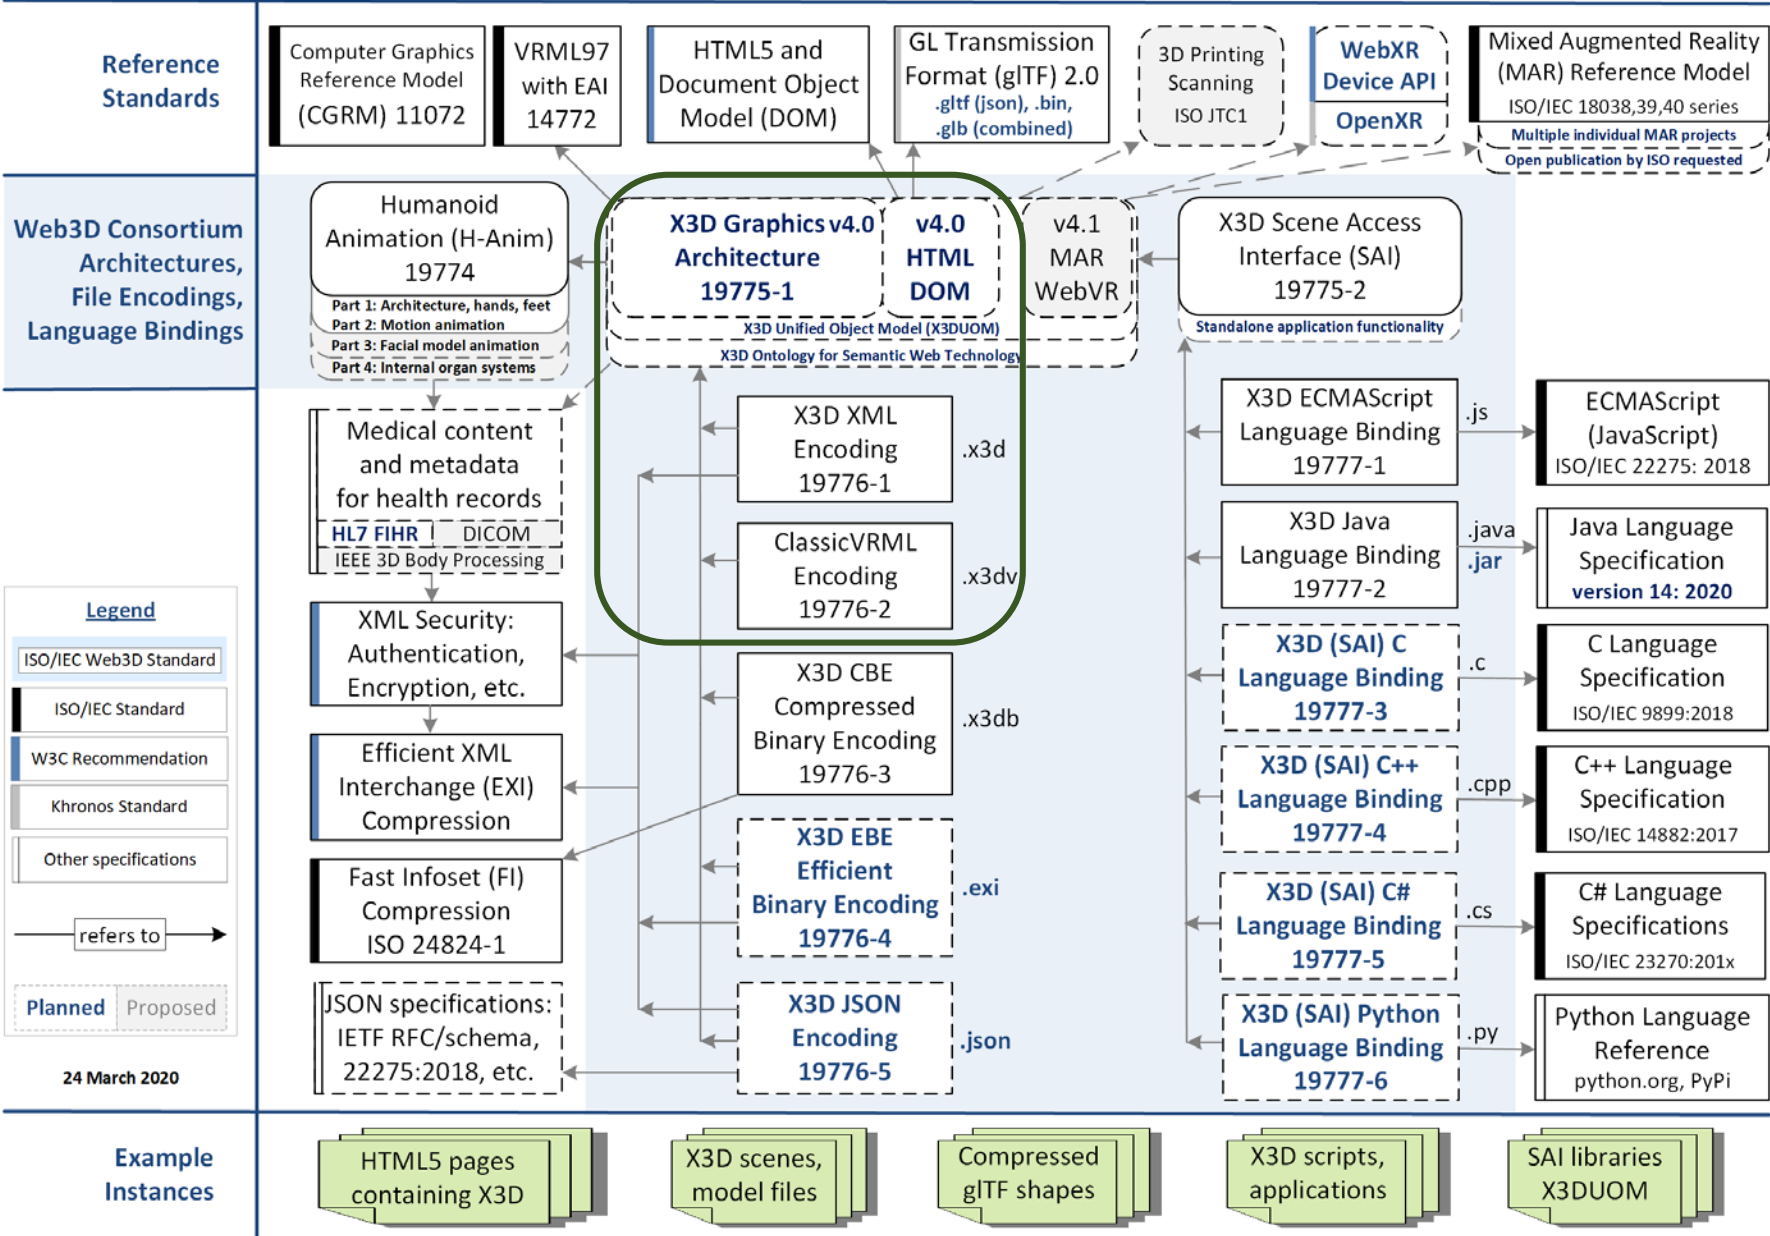 Reference
Standards
Computer Graphics
Reference Model
(CGRM) 11072
VRML97
with EAI
14772
HTML5 and
Document Object
Model (DOM)
GL Transmission
Format (glTF) 2.0
.gltf (json), .bin,
.glb (combined)
3D Printing
Scanning
ISO JTC1
WebXR
Device API
OpenXR
Mixed Augmented Reality
(MAR) Reference Model
ISO/IEC 18038,39,40 series
Multiple individual MAR projects
Open publication by ISO requested
Web3D Consortium
Architectures,
File Encodings,
Language Bindings
Humanoid
Animation (H-Anim)
19774
Part 1: Architecture, hands, feet
Part 2: Motion animation
Part 3: Facial model animation
Part 4: Internal organ systems
X3D Graphics v4.0
Architecture
19775-1
v4.0
HTML
DOM
v4.1
MAR
WebVR
X3D Unified Object Model (X3DUOM)
X3D Ontology for Semantic Web Technology
X3D Scene Access
Interface (SAI)
19775-2
Standalone application functionality
Medical content
and metadata
for health records
HL7 FIHR
DICOM
IEEE 3D Body Processing
XML Security:
Authentication,
Encryption, etc.
Efficient XML
Interchange (EXI)
Compression
Fast Infoset (FI)
Compression
ISO 24824-1
JSON specifications:
IETF RFC/schema,
22275:2018, etc.
X3D XML
Encoding
19776-1
.x3d
ClassicVRML
Encoding
19776-2
.x3dv
X3D CBE
Compressed
Binary Encoding
19776-3
.x3db
X3D EBE
Efficient
Binary Encoding
19776-4
.exi
X3D JSON
Encoding
19776-5
.json
X3D ECMAScript
Language Binding
19777-1
.js
ECMAScript
(JavaScript)
ISO/IEC 22275: 2018
X3D Java
Language Binding
19777-2
.java
.jar
Java Language
Specification
version 14: 2020
X3D (SAI) C
Language Binding
19777-3
.c
C Language
Specification
ISO/IEC 9899:2018
X3D (SAI) C++
Language Binding
19777-4
.cpp
C++ Language
Specification
ISO/IEC 14882:2017
X3D (SAI) C#
Language Binding
19777-5
.cs
C# Language
Specifications
ISO/IEC 23270:201x
X3D (SAI) Python
Language Binding
19777-6
.py
Python Language
Reference
python.org, PyPi
Legend
ISO/IEC Web3D Standard
ISO/IEC Standard
W3C Recommendation
Khronos Standard
Other specifications
refers to
Planned
Proposed
24 March 2020
Example
Instances
HTML5 pages
containing X3D
X3D scenes,
model files
Compressed
glTF shapes
X3D scripts,
applications
SAI libraries
X3DUOM